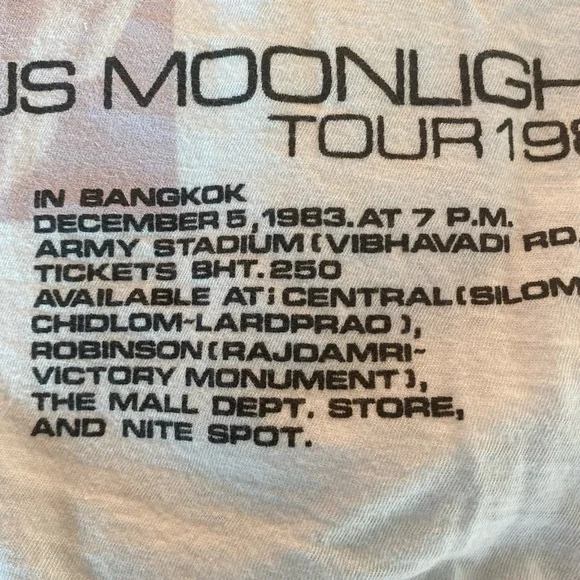 US MOONLIGH
TOUR 198
IN BANGKOK
DECEMBER 5, 1983. AT 7 P.M.
ARMY STADIUM (VIBHAVADI RD.
TICKETS BHT. 250
AVAILABLE AT: CENTRAL (SILOM
CHIDLOM-LARDPRAO),
ROBINSON (RAJDAMRI-
VICTORY MONUMENT),
THE MALL DEPT. STORE,
AND NITE SPOT.